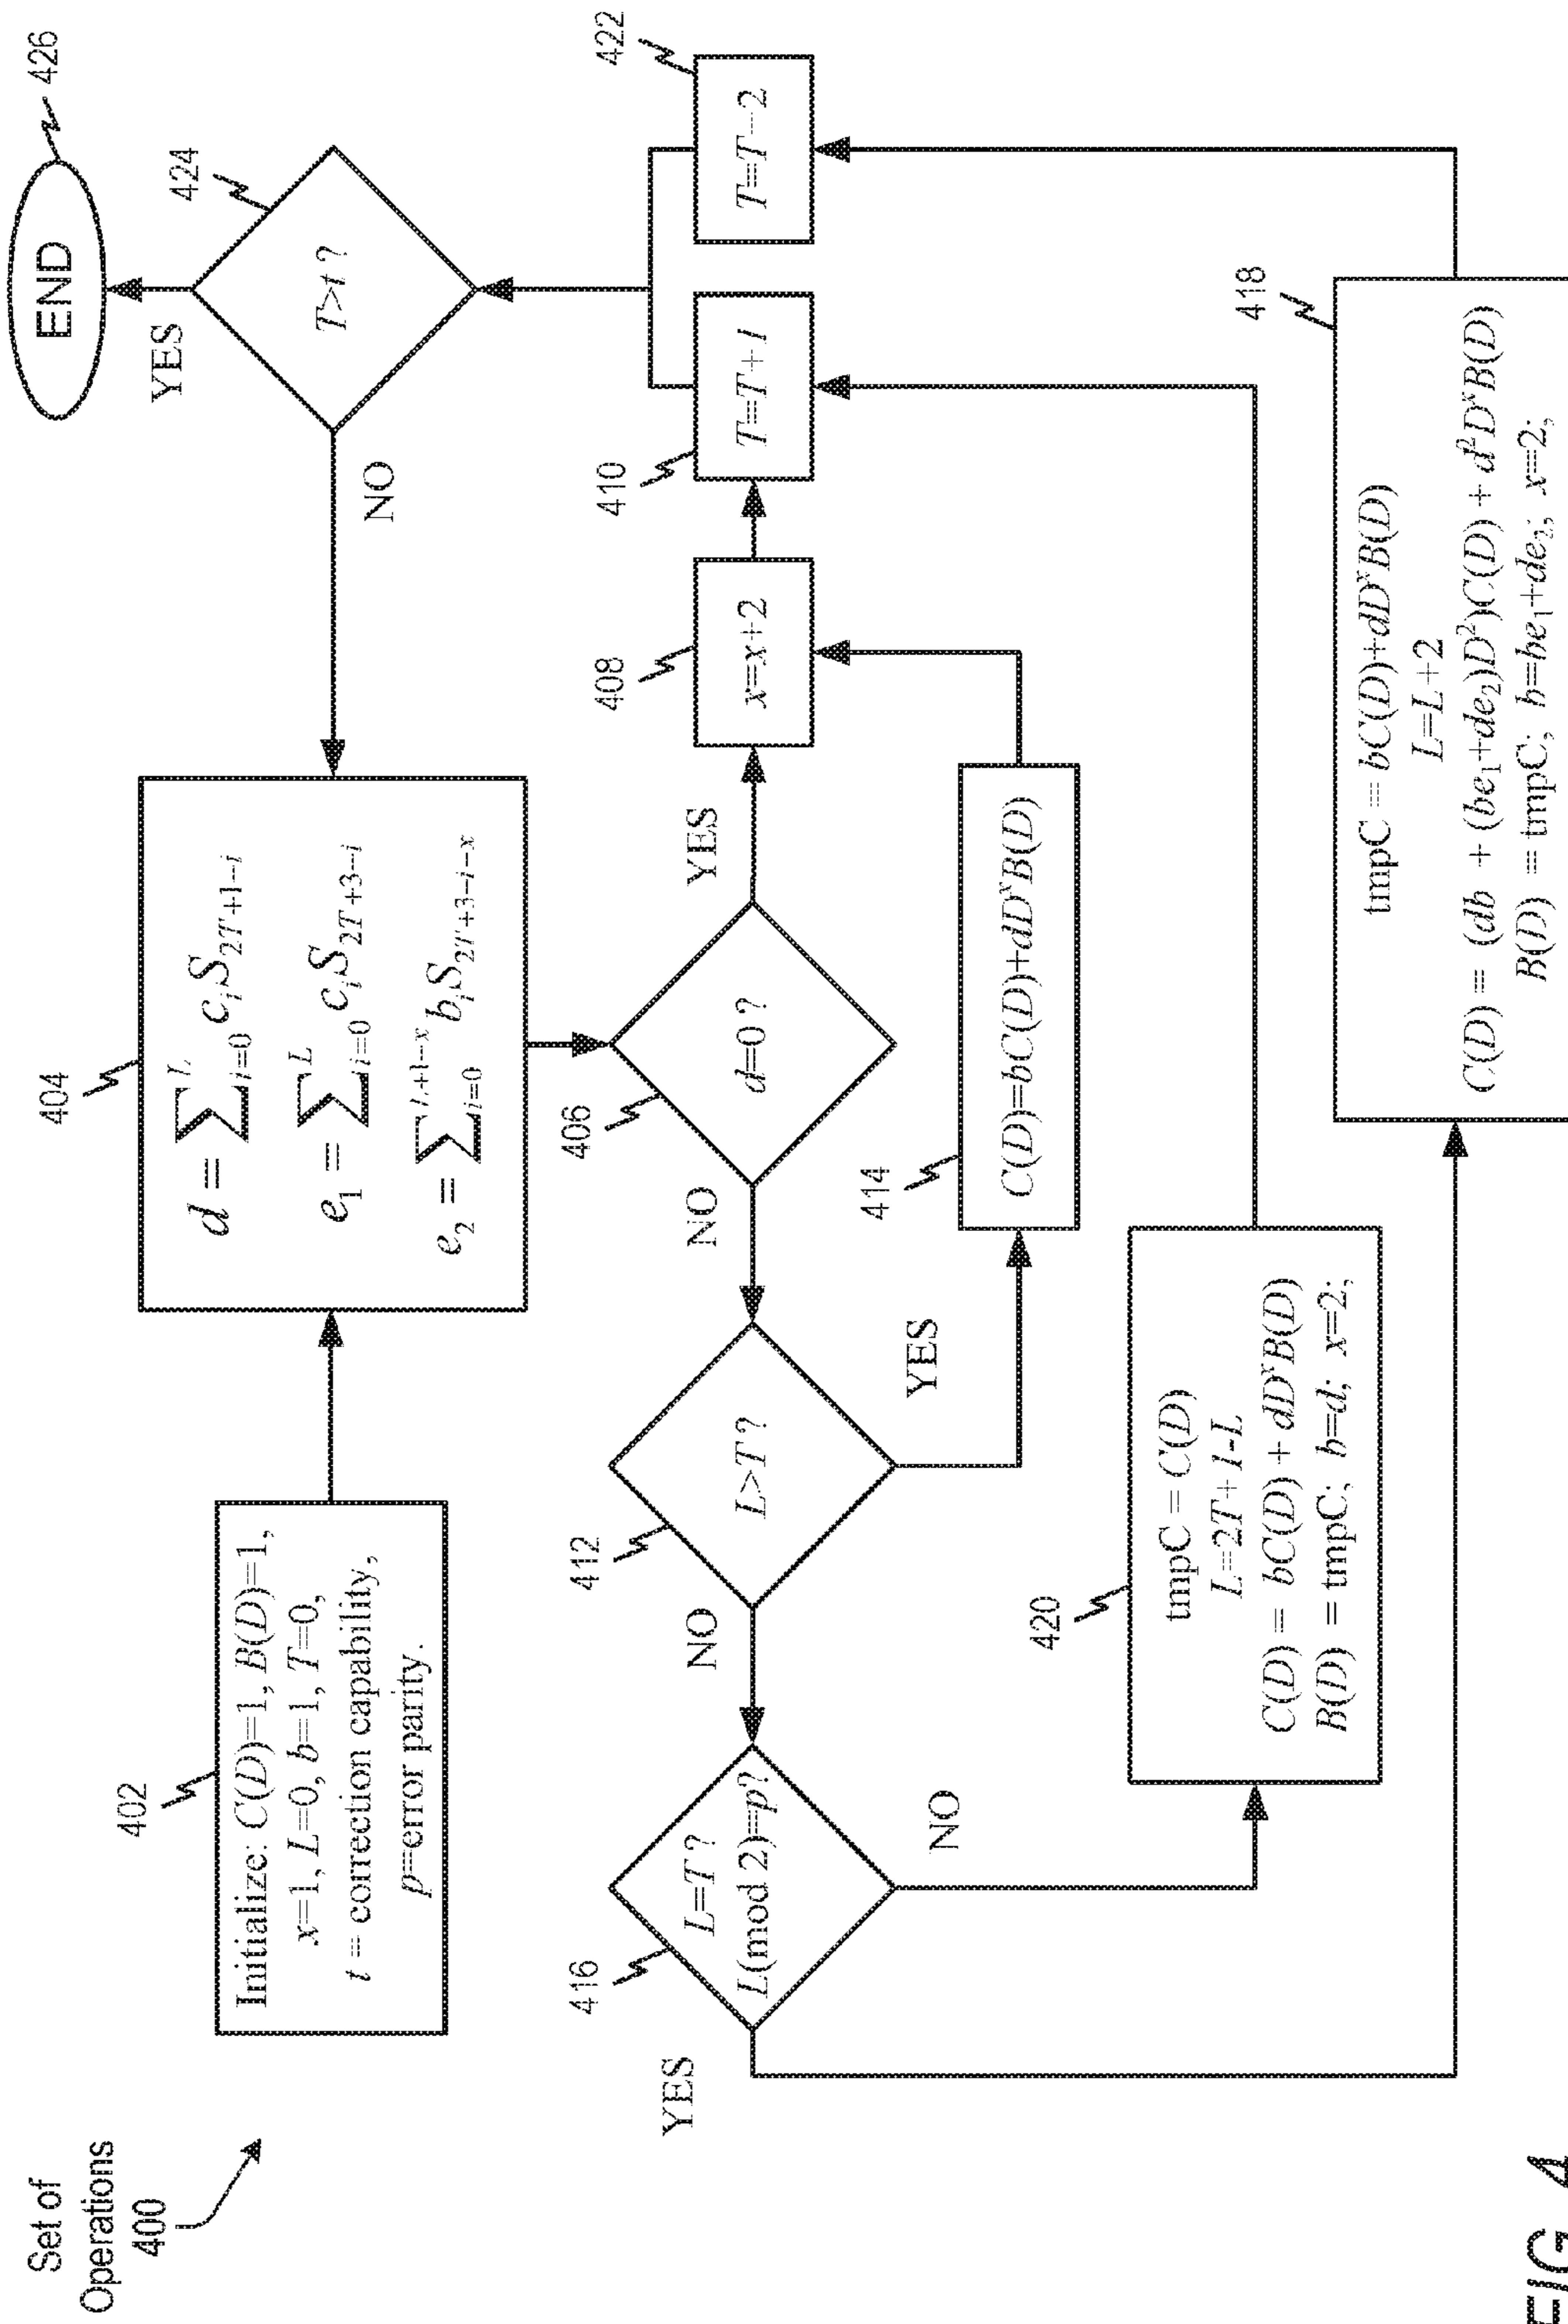 Set of
Operations
400
402
Initialize: C(D)=1, B(D)=1,
x=1, L=0, b=1, T=0,
t = correction capability,
p=error parity.
404
d = ∑_{i=0}^{L} c_i S_{2T+1-i}
e_1 = ∑_{i=0}^{L} c_i S_{2T+3-i}
e_2 = ∑_{i=0}^{L+1-x} b_i S_{2T+3-i-x}
NO
T>t ?
424
YES
END
426
416
L=T ?
L(mod 2)=p?
YES
NO
NO
412
L>T ?
YES
NO
406
d=0 ?
YES
408
x=x+2
410
T=T+1
T=T-2
422
420
tmpC = C(D)
L=2T+1-L
C(D) = bC(D) + dD^xB(D)
B(D) = tmpC; b=d; x=2;
414
C(D)=bC(D)+dD^xB(D)
418
tmpC = bC(D)+dD^xB(D)
L=L+2
C(D) = (db + (be_1+de_2)D^2)C(D) + d^2D^xB(D)
B(D) = tmpC; b=be_1+de_2; x=2;
FIG. 4